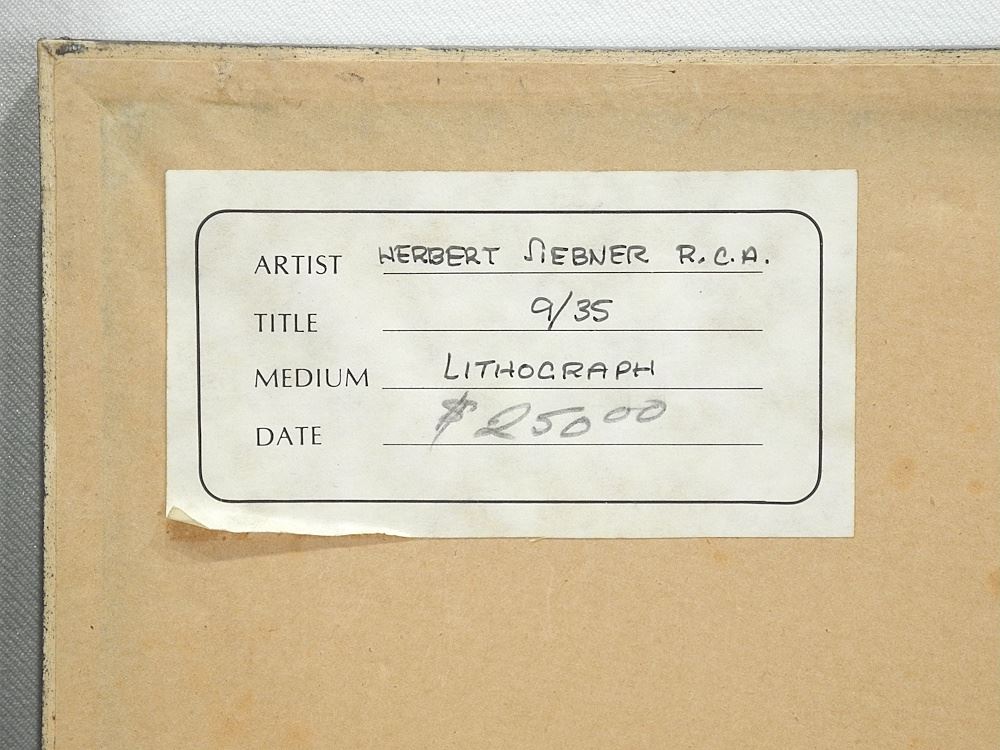 ARTIST HERBERT SIEBNER R.C.A.
TITLE 9/35
MEDIUM LITHOGRAPH
DATE $25000